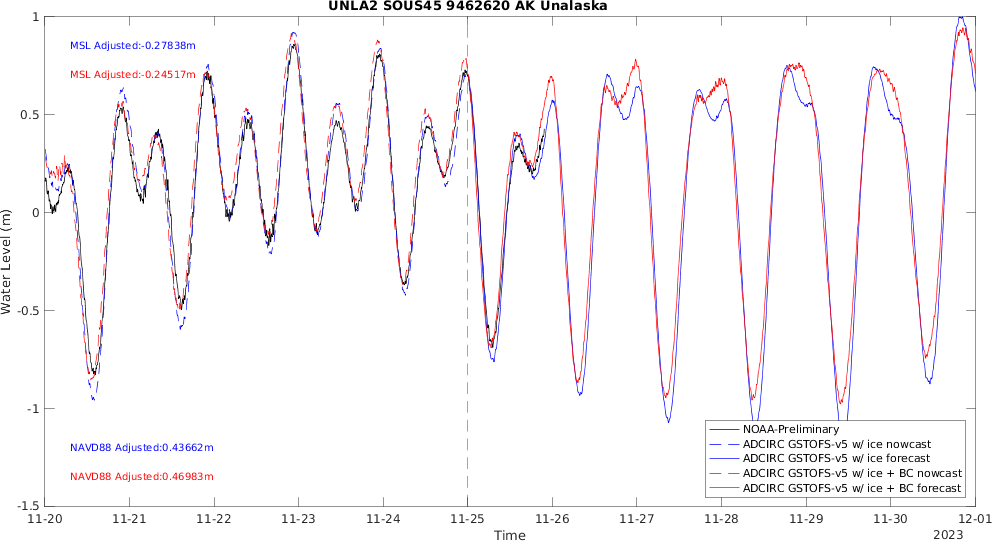 UNLA2 SOUS45 9462620 AK Unalaska
MSL Adjusted:-0.27838m
MSL Adjusted:-0.24517m
NAVD88 Adjusted:0.43662m
NAVD88 Adjusted:0.46983m
Water Level (m)
1
0.5
0
-0.5
-1
-1.5
NOAA-Preliminary
ADCIRC GSTOFS-v5 w/ ice nowcast
ADCIRC GSTOFS-v5 w/ ice forecast
ADCIRC GSTOFS-v5 w/ ice + BC nowcast
ADCIRC GSTOFS-v5 w/ ice + BC forecast
11-20 11-21 11-22 11-23 11-24 11-25 11-26 11-27 11-28 11-29 11-30 12-01
Time
2023